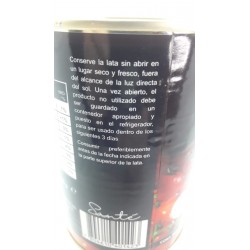 Conserve la lata sin abrir en
un lugar seco y fresco, fuera
del alcance de la luz directa
del sol. Una vez abierto, el
producto no utilizado debe
ser guardado en un
contenedor apropiado y
puesto en el refrigerador,
para ser usado dentro de los
siguientes 3 días
Consumir preferiblemente
antes de la fecha indicada en
la parte superior de la lata.
Santé